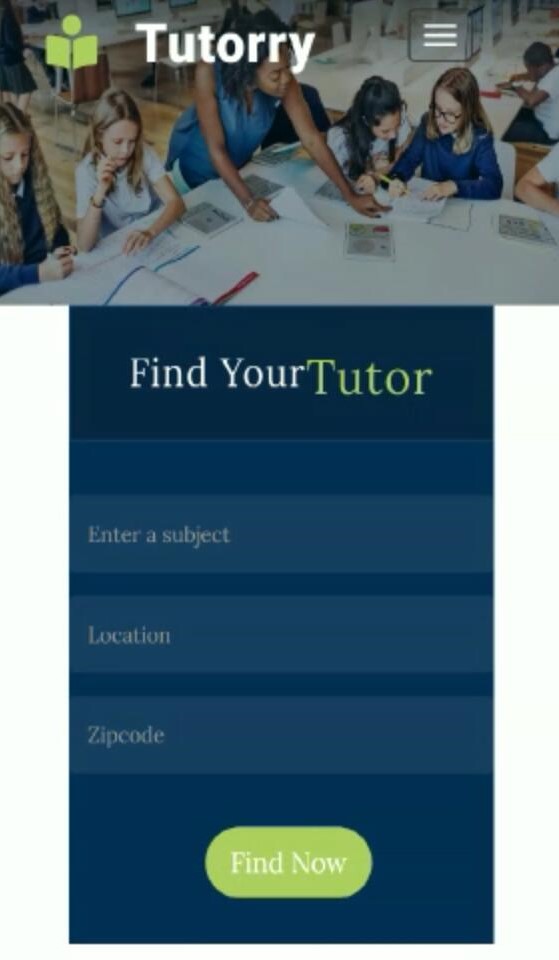 Tutorry
Find Your Tutor
Enter a subject
Location
Zipcode
Find Now